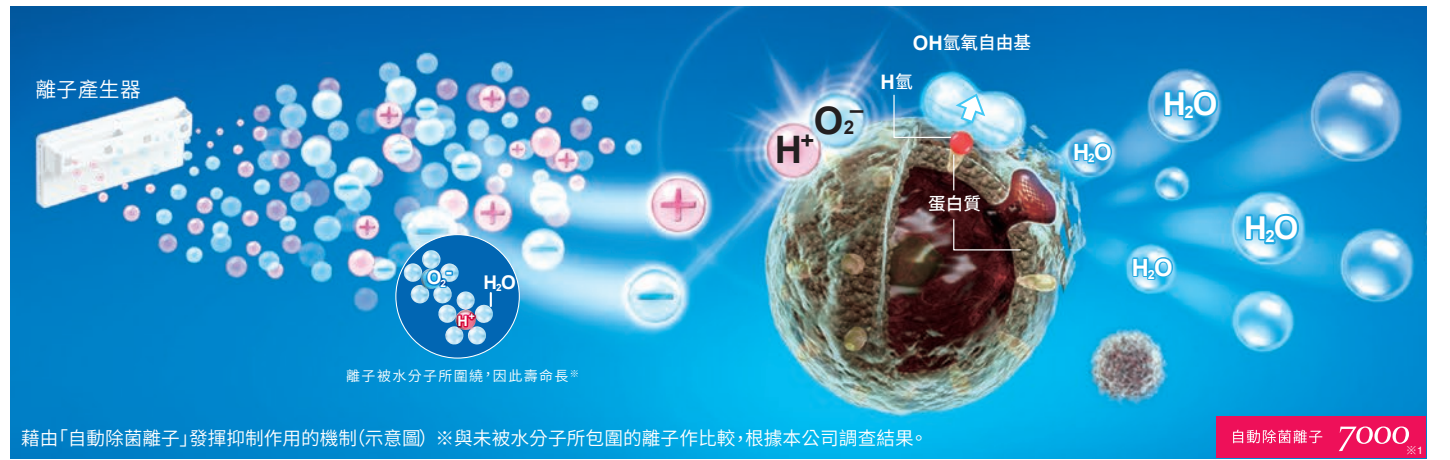 離子產生器
+
+
+
+
+
+
+
−
−
−
−
−
−
−
+
−
O₂⁻
H₂O
H⁺
離子被水分子所圍繞，因此壽命長※
H⁺
O₂⁻
OH氫氧自由基
H氫
蛋白質
H₂O
H₂O
H₂O
H₂O
藉由「自動除菌離子」發揮抑制作用的機制(示意圖) ※與未被水分子所包圍的離子作比較，根據本公司調查結果。
自動除菌離子 7000 ※1